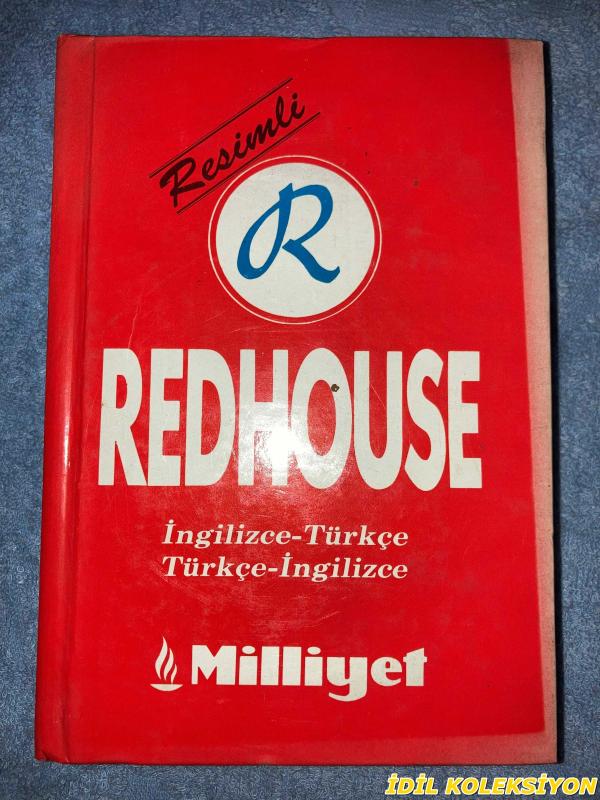 Resimli
R
REDHOUSE
İngilizce-Türkçe
Türkçe-İngilizce
Milliyet
İDİL KOLEKSİYON